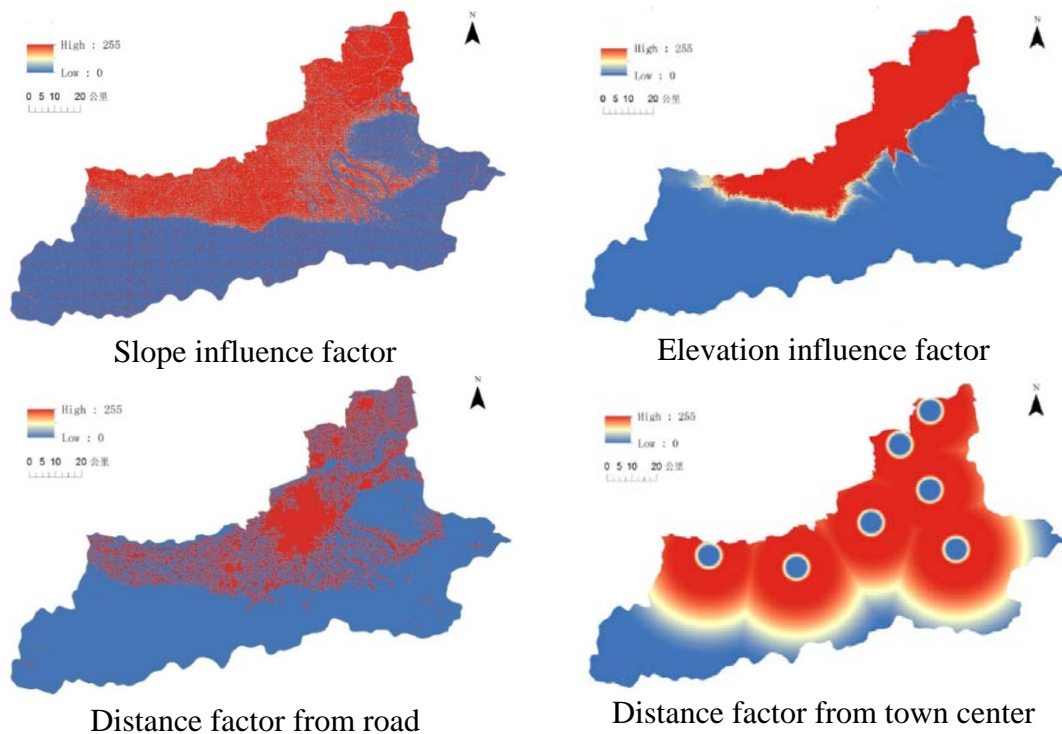 N
High : 255
Low : 0
0 5 10 20 公里
Slope influence factor
N
High : 255
Low : 0
0 5 10 20 公里
Elevation influence factor
N
High : 255
Low : 0
0 5 10 20 公里
Distance factor from road
N
High : 255
Low : 0
0 5 10 20 公里
Distance factor from town center